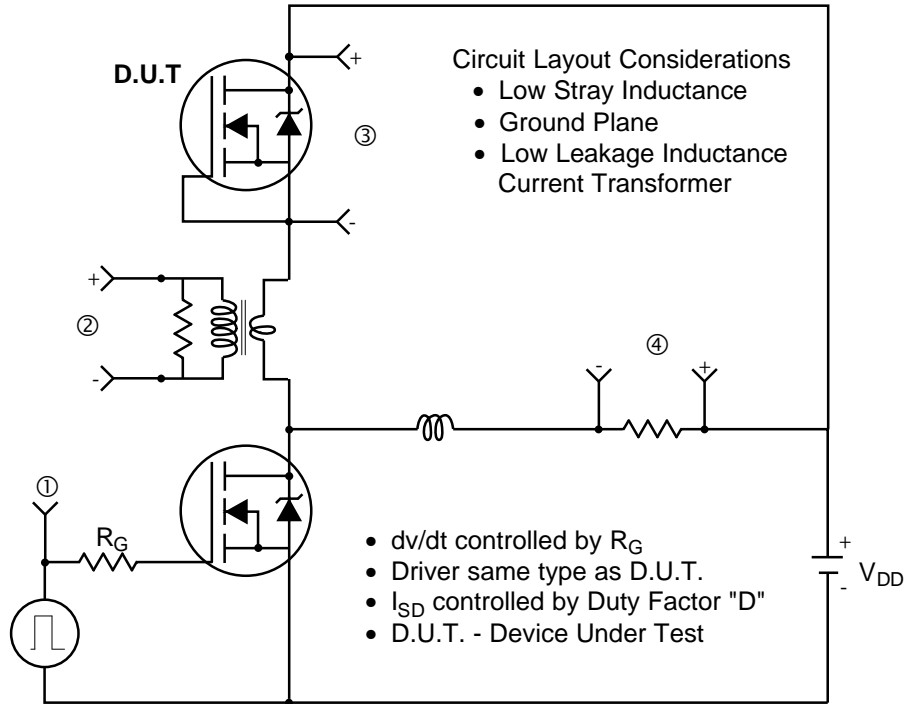 D.U.T
+
-
③
Circuit Layout Considerations
• Low Stray Inductance
• Ground Plane
• Low Leakage Inductance
Current Transformer
+
②
-
④
- +
①
R_G
• dv/dt controlled by R_G
• Driver same type as D.U.T.
• I_SD controlled by Duty Factor "D"
• D.U.T. - Device Under Test
+
-
V_DD